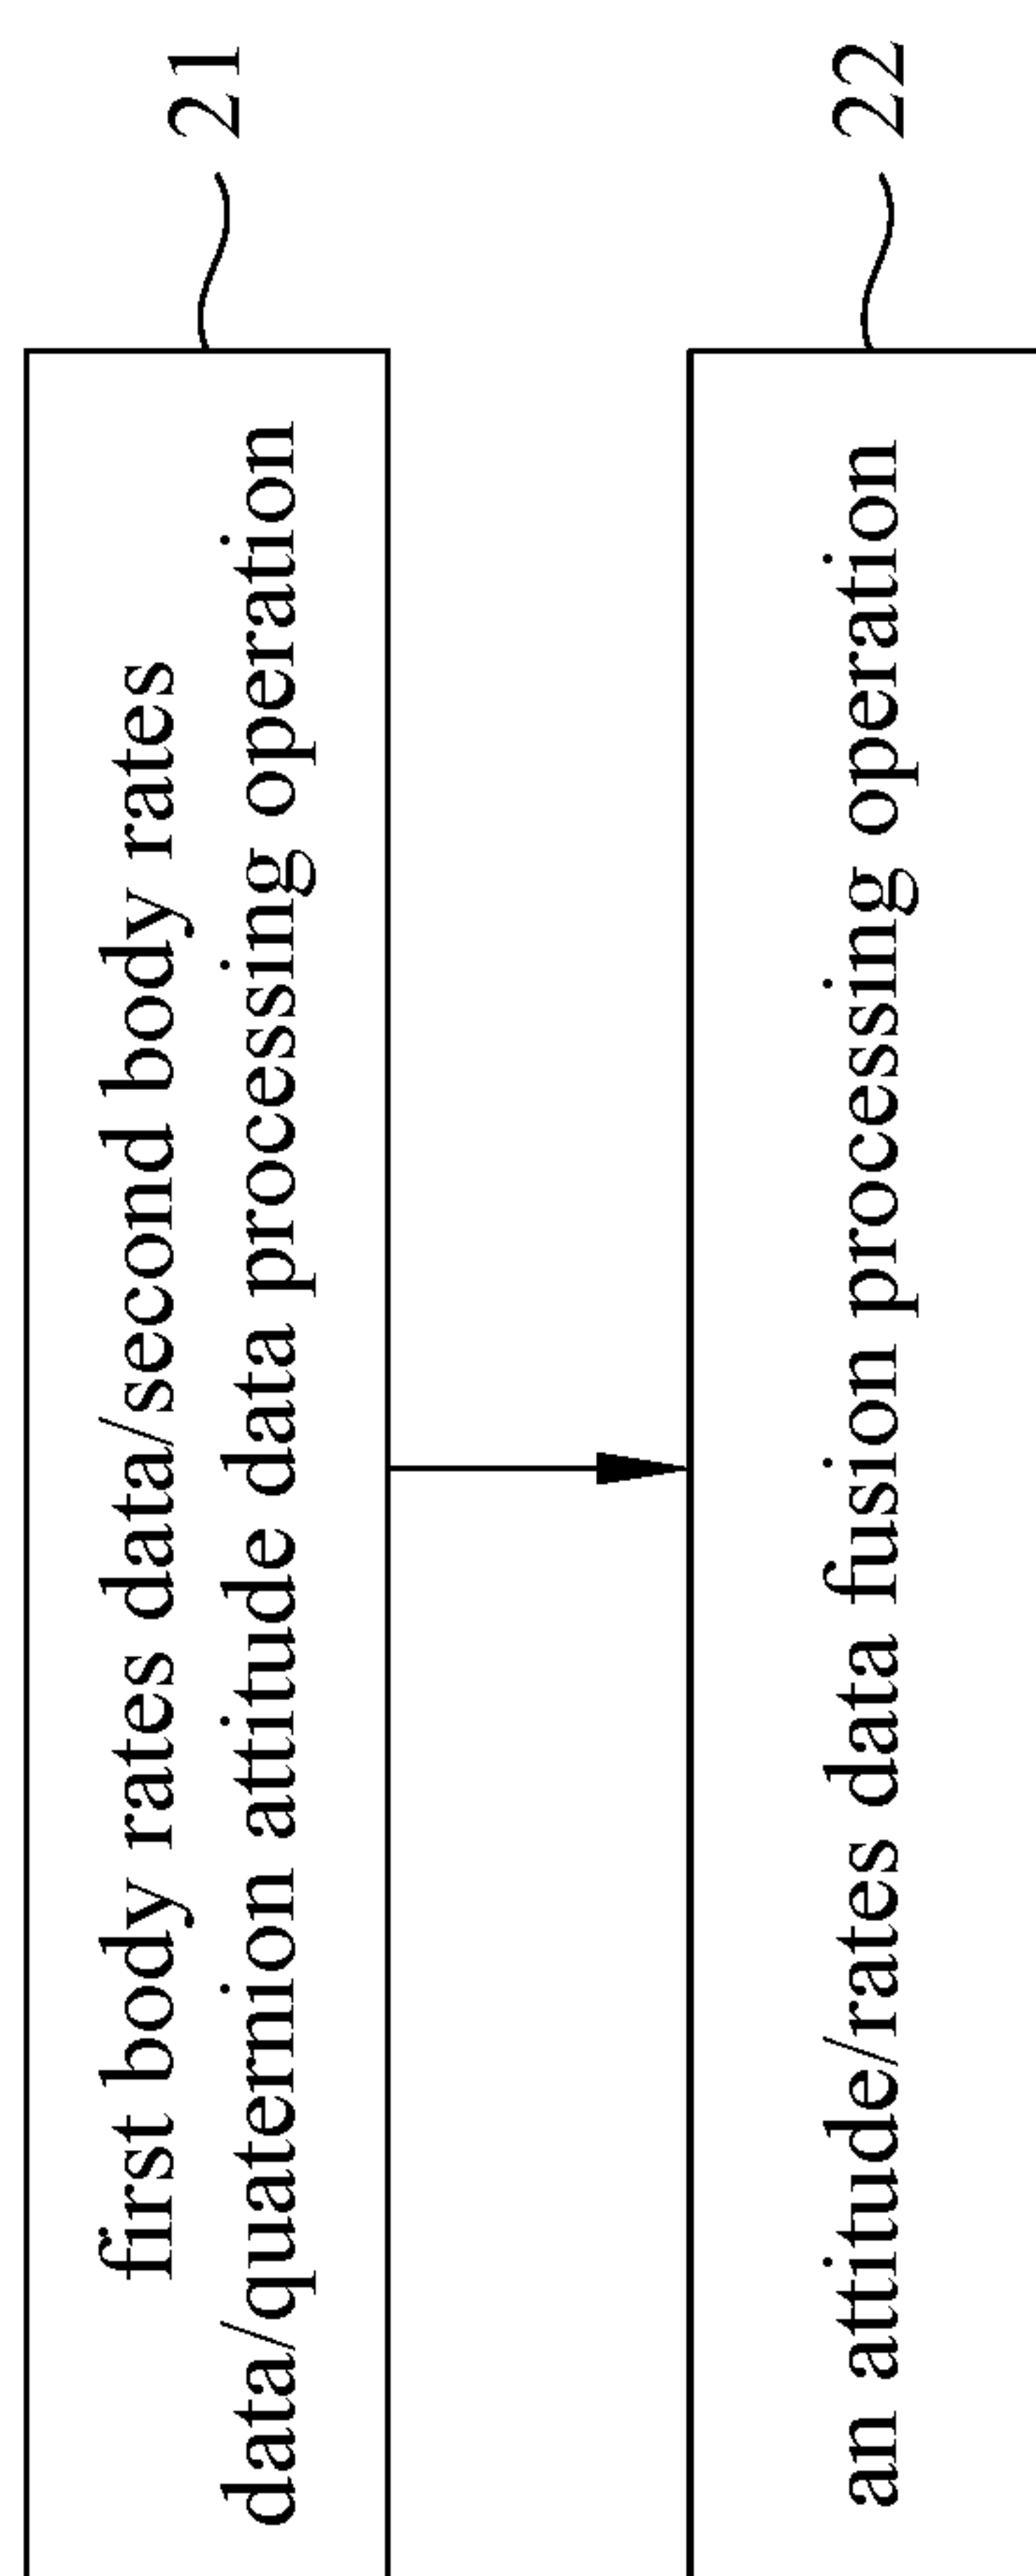 first body rates data/second body rates
data/quaternion attitude data processing operation
21
an attitude/rates data fusion processing operation
22